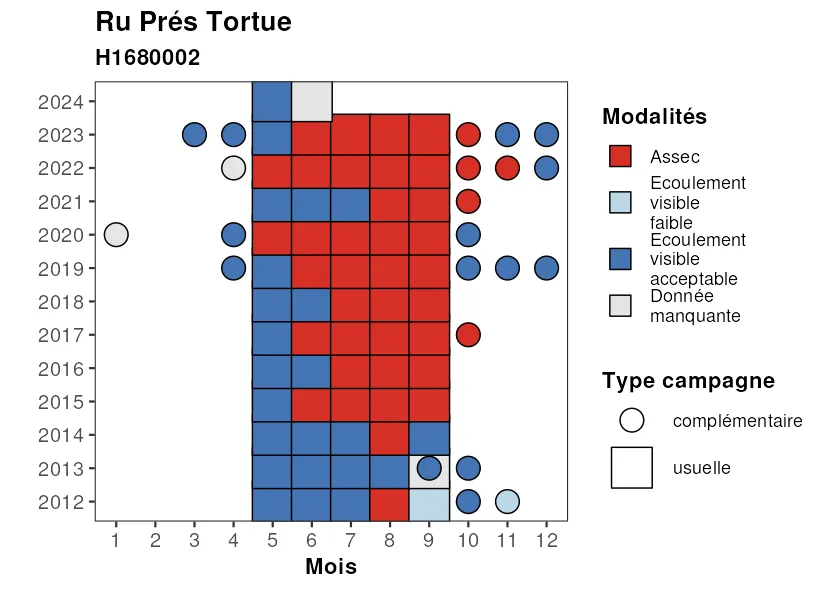 Ru Prés Tortue
H1680002
2024
2023
2022
2021
2020
2019
2018
2017
2016
2015
2014
2013
2012
1 2 3 4 5 6 7 8 9 10 11 12
Mois
Modalités
Assec
Ecoulement
visible
faible
Ecoulement
visible
acceptable
Donnée
manquante
Type campagne
complémentaire
usuelle